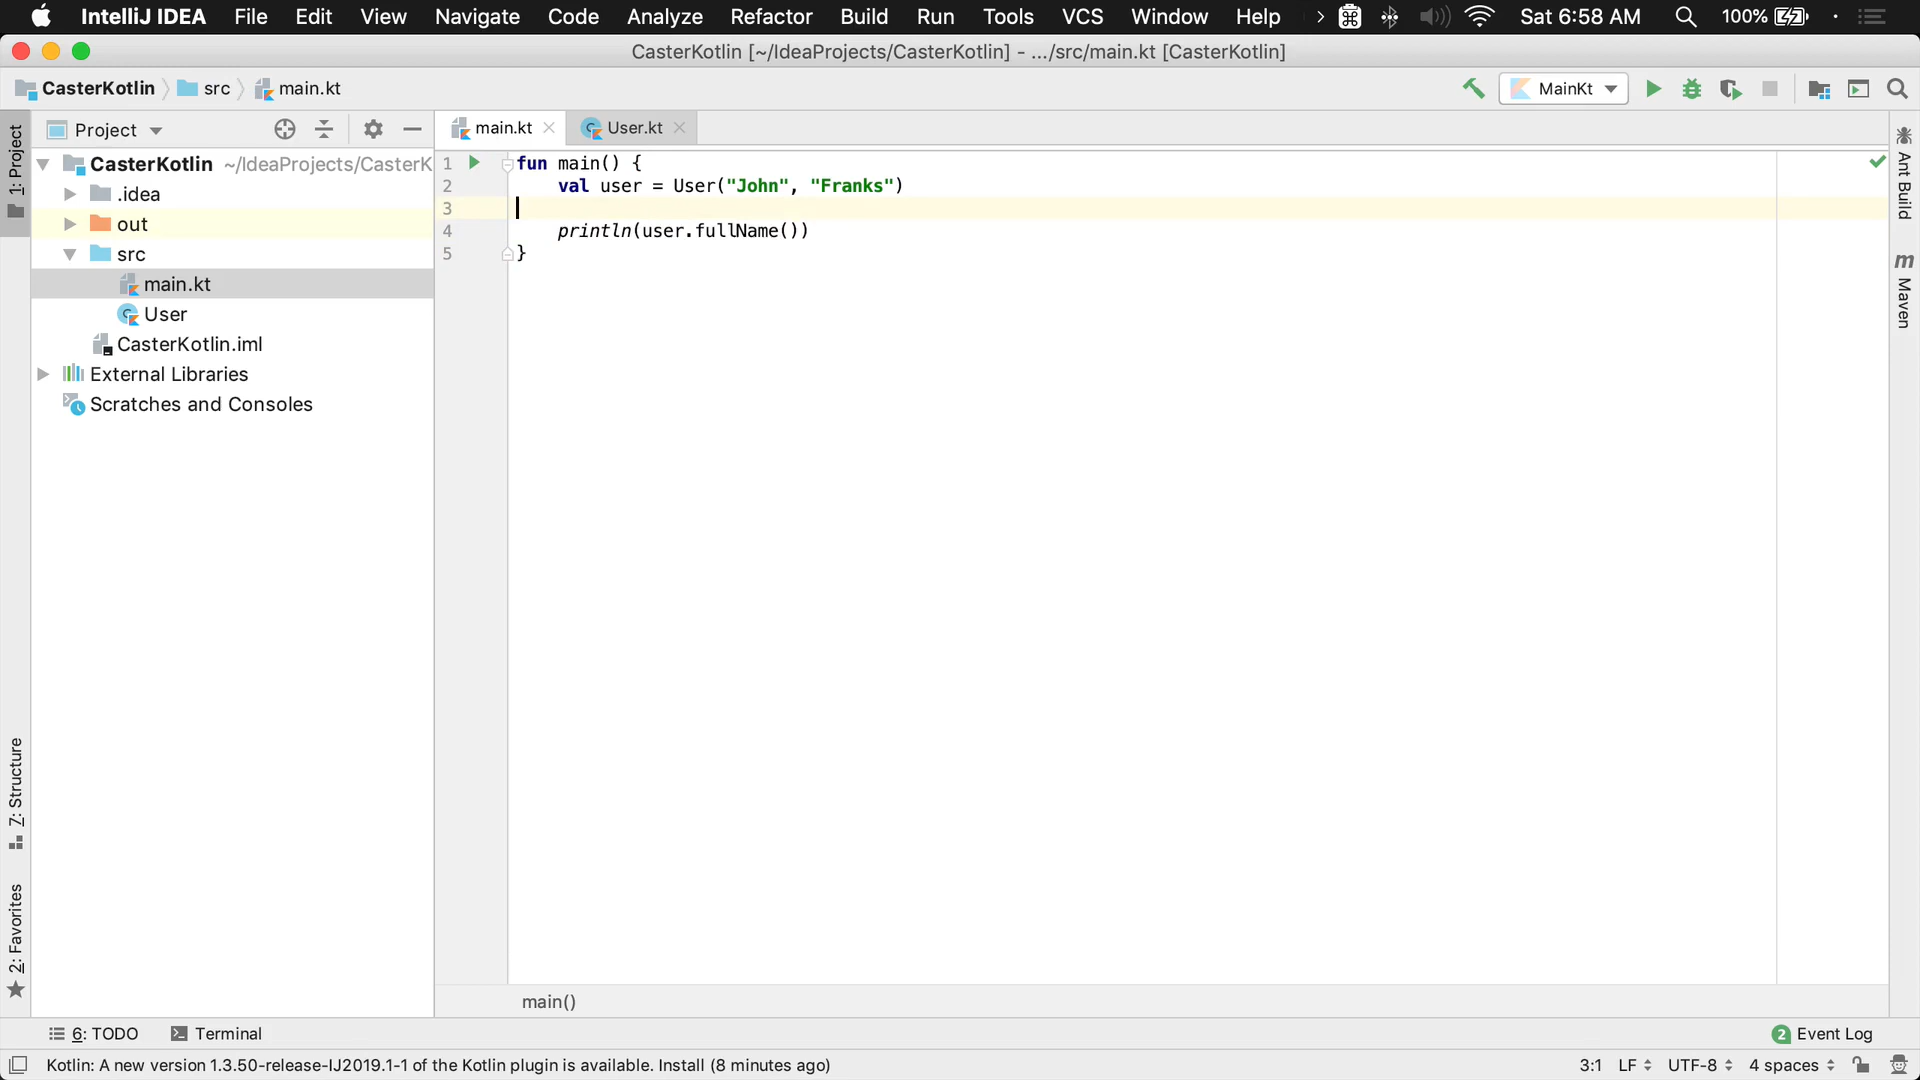 IntelliJ IDEA File Edit View Navigate Code Analyze Refactor Build Run Tools VCS Window Help Sat 6:58 AM 100%
CasterKotlin [~/IdeaProjects/CasterKotlin] - .../src/main.kt [CasterKotlin]
CasterKotlin src main.kt MainKt
Project
main.kt User.kt
1: Project
CasterKotlin ~/IdeaProjects/CasterK
.idea
out
src
main.kt
User
CasterKotlin.iml
External Libraries
Scratches and Consoles
1 fun main() {
2 val user = User("John", "Franks")
3
4 println(user.fullName())
5 }
Ant Build
m Maven
Z: Structure
2: Favorites
main()
6: TODO Terminal 2 Event Log
Kotlin: A new version 1.3.50-release-IJ2019.1-1 of the Kotlin plugin is available. Install (8 minutes ago) 3:1 LF UTF-8 4 spaces